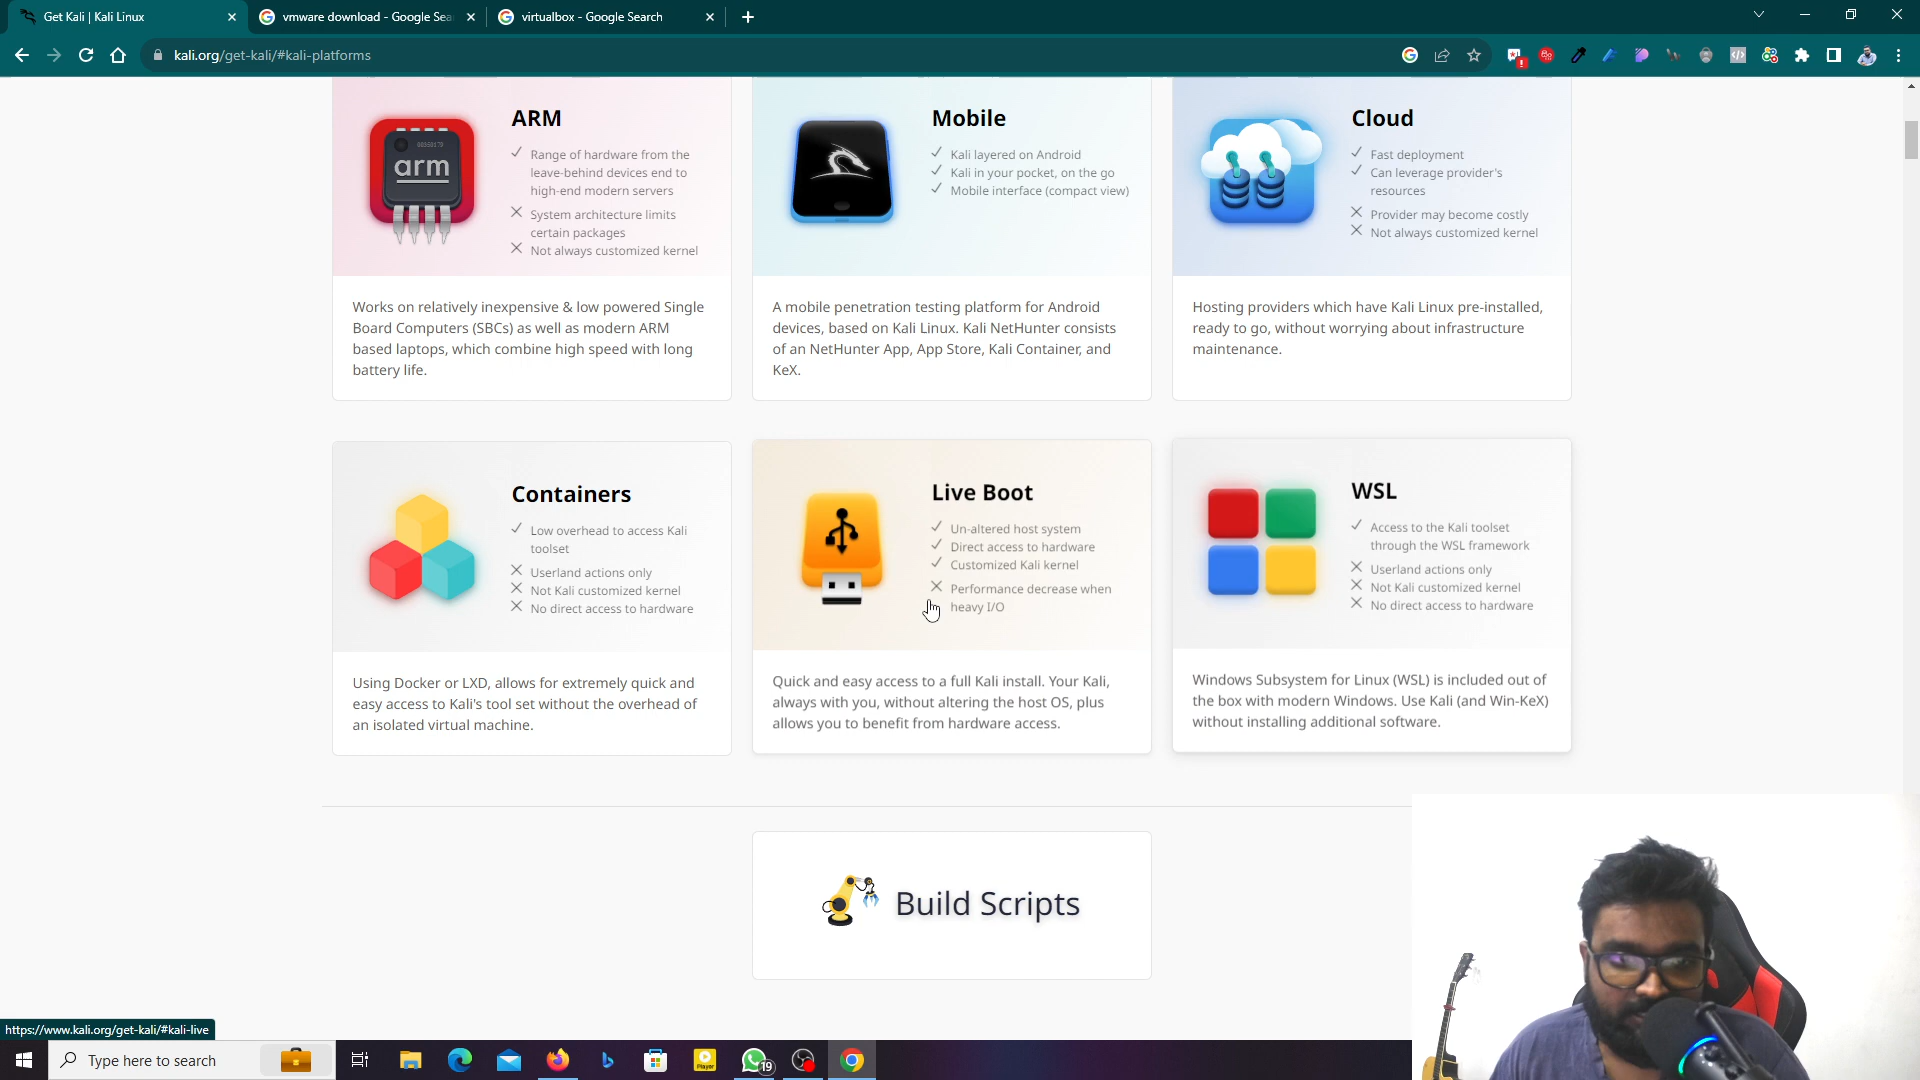 Get Kali | Kali Linux
vmware download - Google Sea
virtualbox - Google Search
kali.org/get-kali/#kali-platforms
ARM
Range of hardware from the
leave-behind devices end to
high-end modern servers
System architecture limits
certain packages
Not always customized kernel
arm
Works on relatively inexpensive & low powered Single
Board Computers (SBCs) as well as modern ARM
based laptops, which combine high speed with long
battery life.
Mobile
Kali layered on Android
Kali in your pocket, on the go
Mobile interface (compact view)
A mobile penetration testing platform for Android
devices, based on Kali Linux. Kali NetHunter consists
of an NetHunter App, App Store, Kali Container, and
KeX.
Cloud
Fast deployment
Can leverage provider's
resources
Provider may become costly
Not always customized kernel
Hosting providers which have Kali Linux pre-installed,
ready to go, without worrying about infrastructure
maintenance.
Containers
Low overhead to access Kali
toolset
Userland actions only
Not Kali customized kernel
No direct access to hardware
Using Docker or LXD, allows for extremely quick and
easy access to Kali's tool set without the overhead of
an isolated virtual machine.
Live Boot
Un-altered host system
Direct access to hardware
Customized Kali kernel
Performance decrease when
heavy I/O
Quick and easy access to a full Kali install. Your Kali,
always with you, without altering the host OS, plus
allows you to benefit from hardware access.
WSL
Access to the Kali toolset
through the WSL framework
Userland actions only
Not Kali customized kernel
No direct access to hardware
Windows Subsystem for Linux (WSL) is included out of
the box with modern Windows. Use Kali (and Win-KeX)
without installing additional software.
Build Scripts
https://www.kali.org/get-kali/#kali-live
Type here to search
Player
19